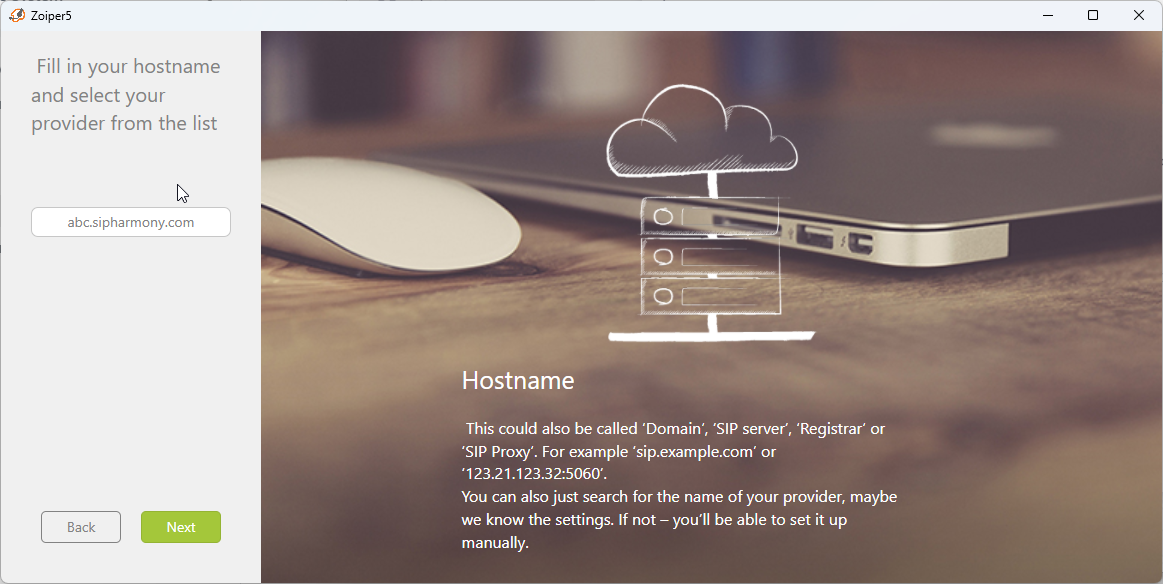 Zoiper5
Fill in your hostname
and select your
provider from the list
abc.sipharmony.com
Back
Next
Hostname
This could also be called ‘Domain’, ‘SIP server’, ‘Registrar’ or
‘SIP Proxy’. For example ‘sip.example.com’ or
‘123.21.123.32:5060’.
You can also just search for the name of your provider, maybe
we know the settings. If not – you’ll be able to set it up
manually.